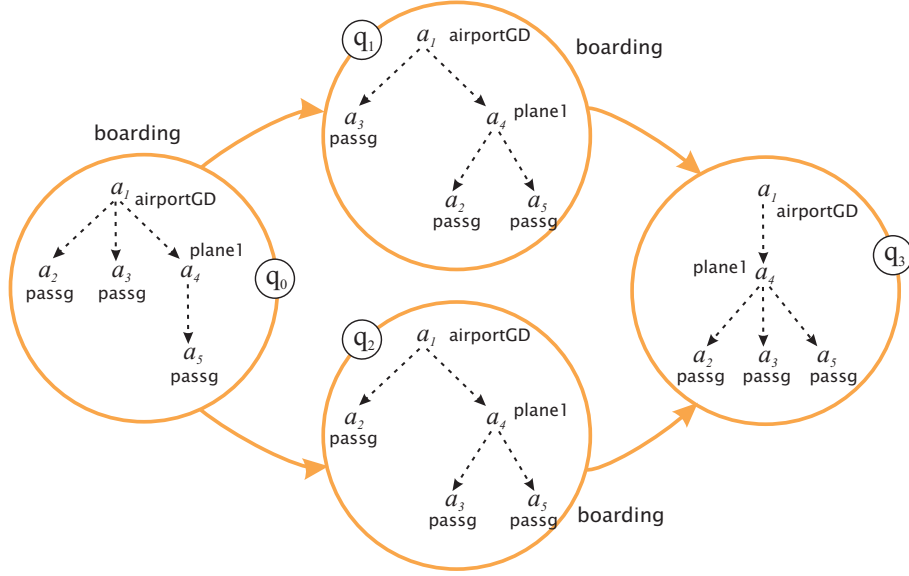 boarding
a1 airportGD
a2 passg
a3 passg
plane1
a4
a5 passg
q0
q1
a1 airportGD
boarding
a3 passg
a4 plane1
a2 passg
a5 passg
q2
a1 airportGD
a2 passg
a4 plane1
a3 passg
a5 passg
boarding
a1
airportGD
q3
plane1 a4
a2 passg
a3 passg
a5 passg